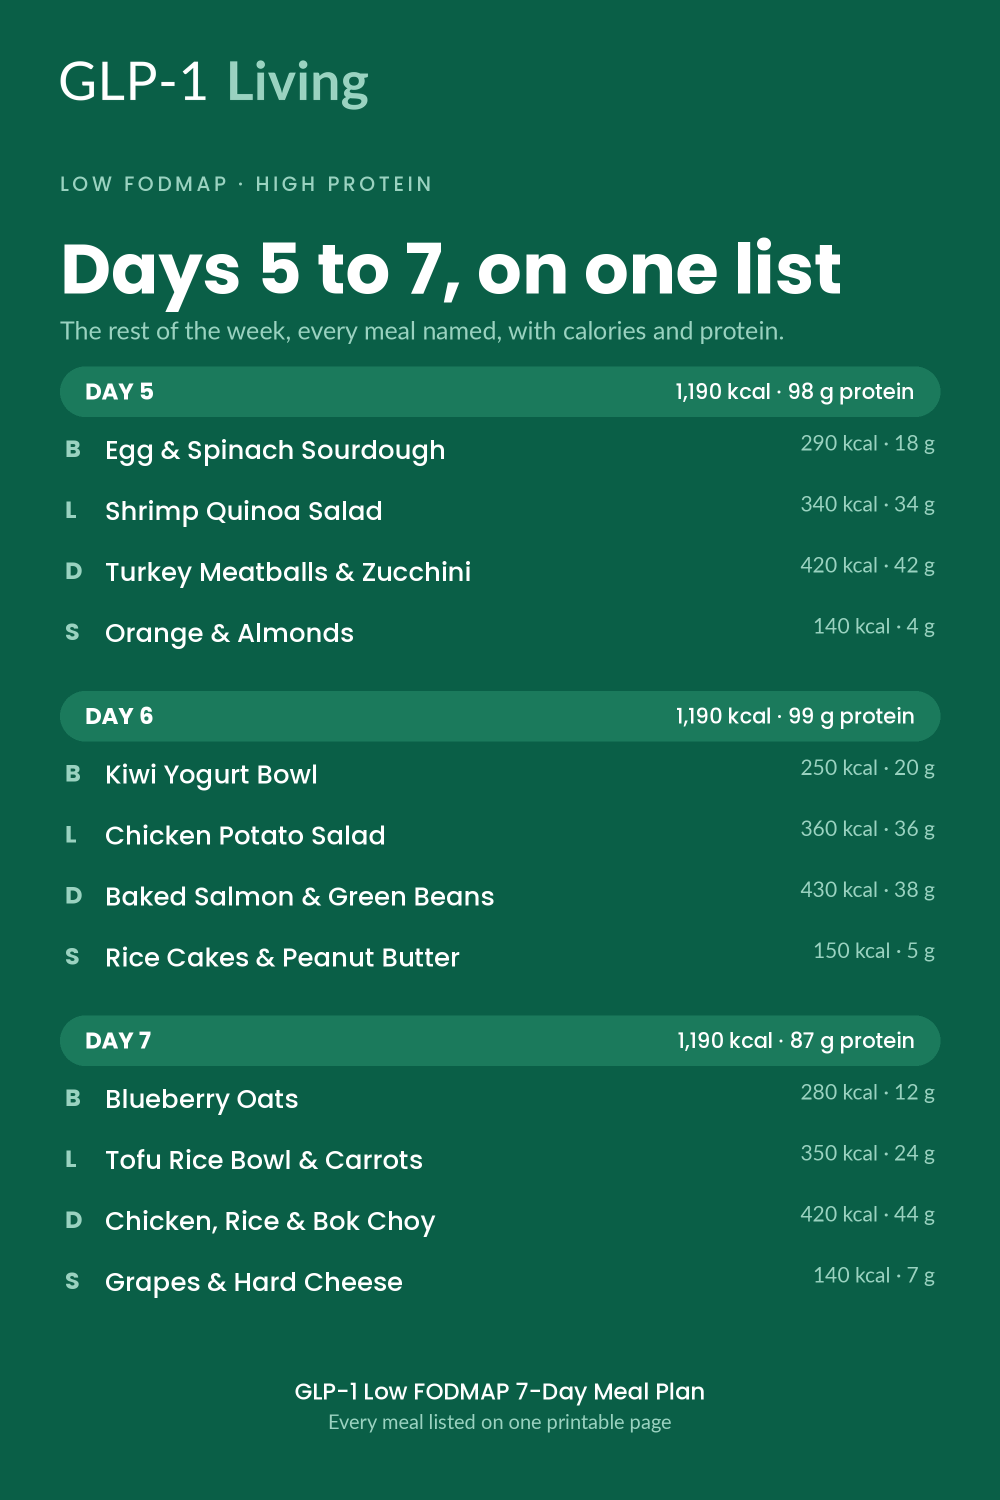 GLP-1 Living
LOW FODMAP · HIGH PROTEIN
Days 5 to 7, on one list
The rest of the week, every meal named, with calories and protein.
DAY 5 1,190 kcal · 98 g protein
B Egg & Spinach Sourdough 290 kcal · 18 g
L Shrimp Quinoa Salad 340 kcal · 34 g
D Turkey Meatballs & Zucchini 420 kcal · 42 g
S Orange & Almonds 140 kcal · 4 g
DAY 6 1,190 kcal · 99 g protein
B Kiwi Yogurt Bowl 250 kcal · 20 g
L Chicken Potato Salad 360 kcal · 36 g
D Baked Salmon & Green Beans 430 kcal · 38 g
S Rice Cakes & Peanut Butter 150 kcal · 5 g
DAY 7 1,190 kcal · 87 g protein
B Blueberry Oats 280 kcal · 12 g
L Tofu Rice Bowl & Carrots 350 kcal · 24 g
D Chicken, Rice & Bok Choy 420 kcal · 44 g
S Grapes & Hard Cheese 140 kcal · 7 g
GLP-1 Low FODMAP 7-Day Meal Plan
Every meal listed on one printable page